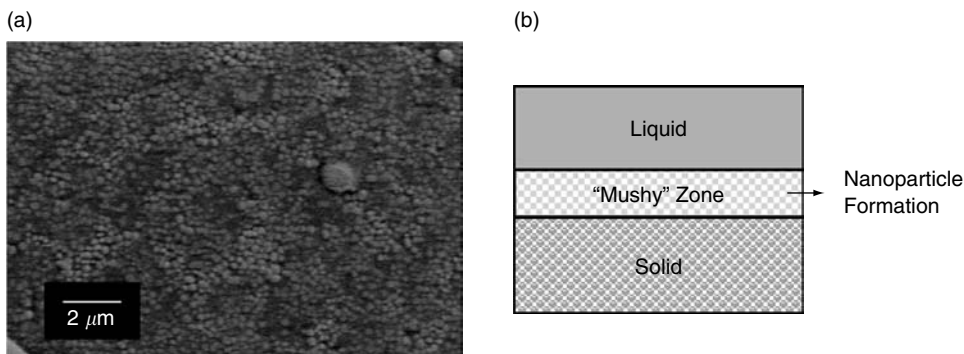 (a)
(b)
2 μm
Liquid
“Mushy” Zone
Solid
Nanoparticle
Formation